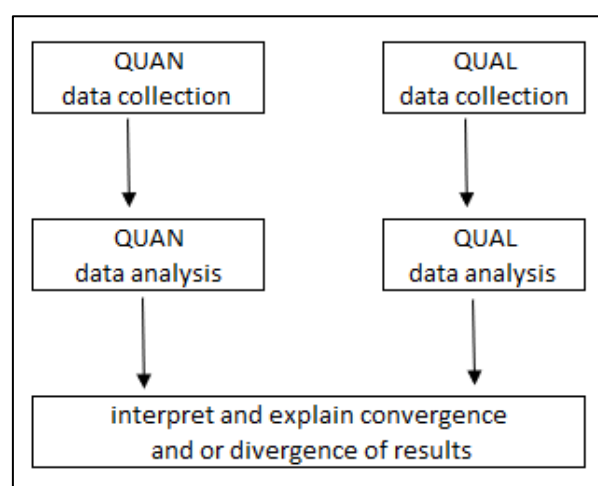 QUAN
data collection
QUAL
data collection
QUAN
data analysis
QUAL
data analysis
interpret and explain convergence
and or divergence of results